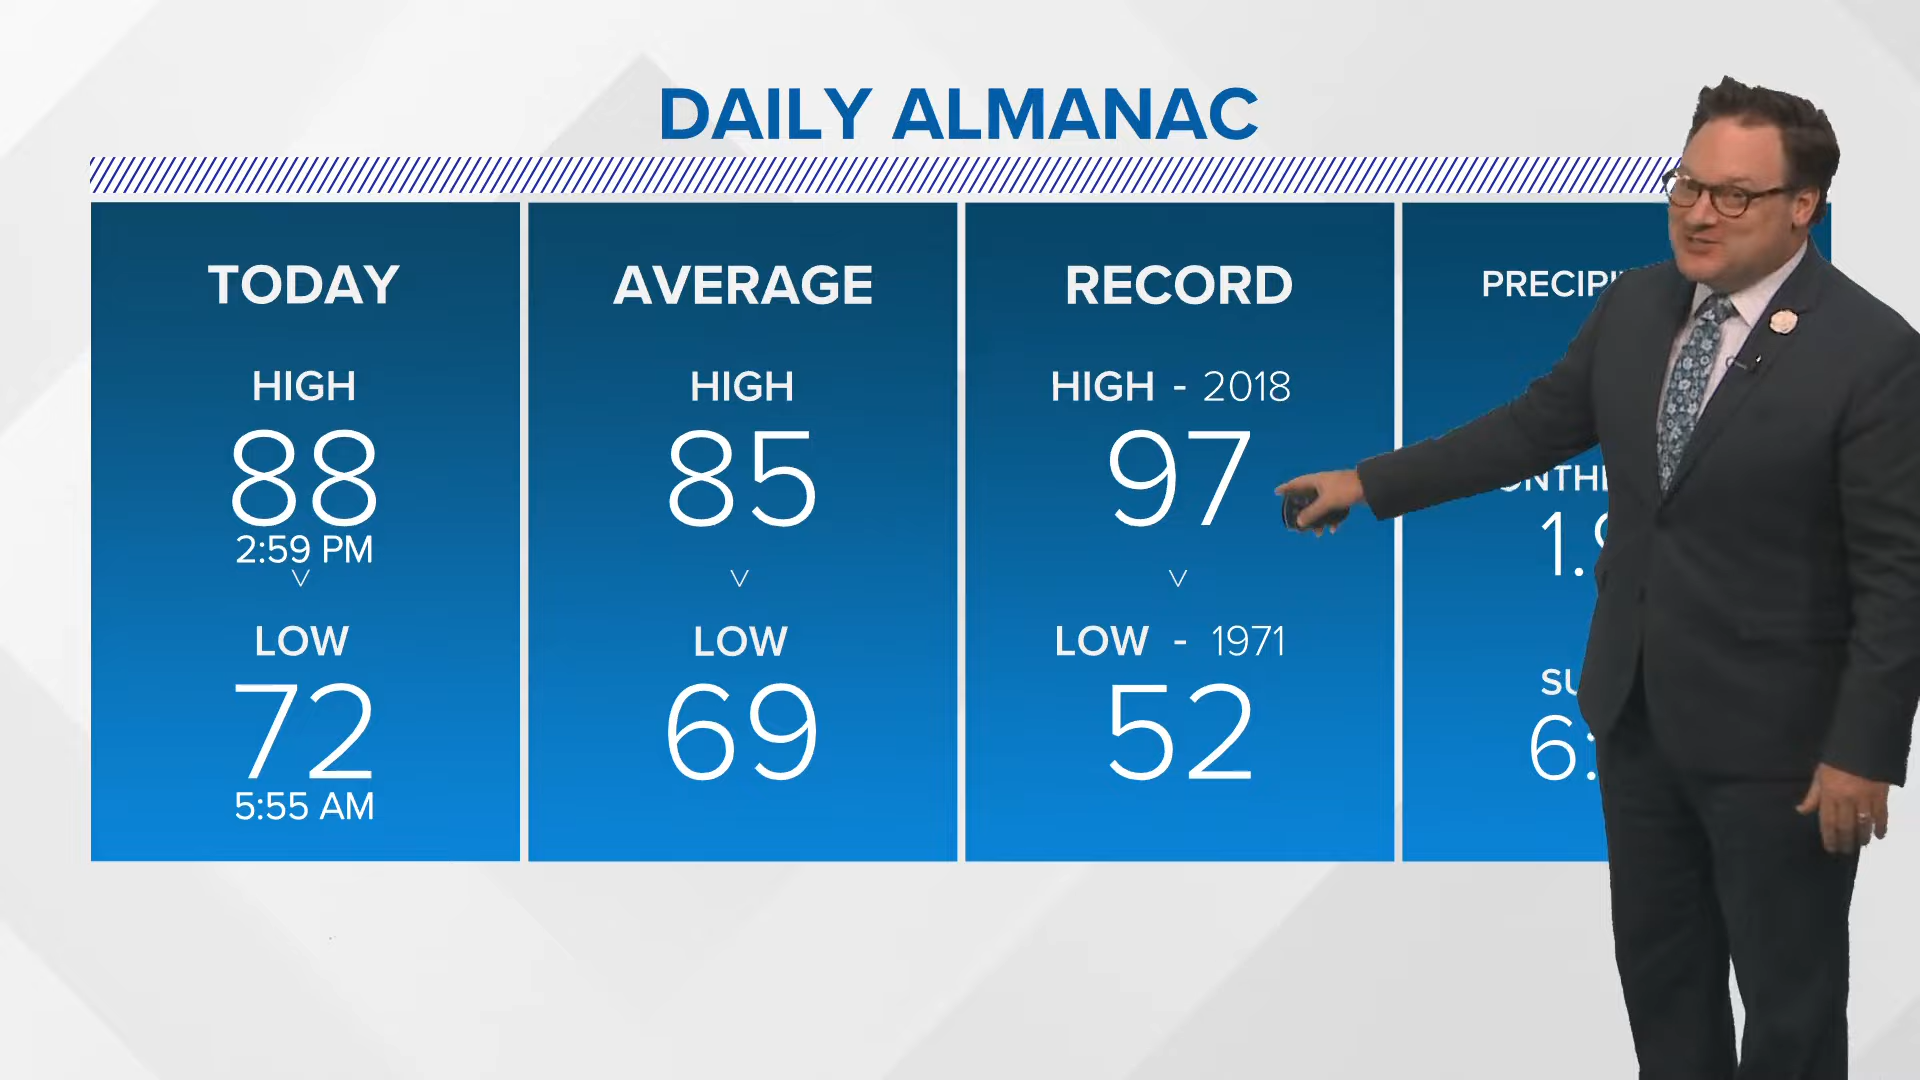 DAILY ALMANAC
TODAY
HIGH
88
2:59 PM
LOW
72
5:55 AM
AVERAGE
HIGH
85
LOW
69
RECORD
HIGH - 2018
97
LOW - 1971
52